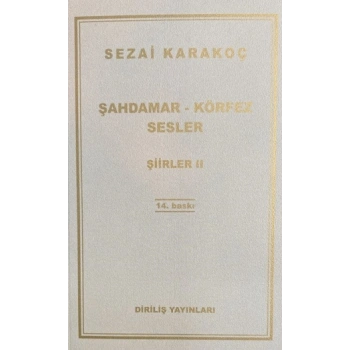 SEZAİ KARAKOÇ
ŞAHDAMAR - KÖRFEZ
SESLER
ŞİİRLER II
14. baskı
DİRİLİŞ YAYINLARI